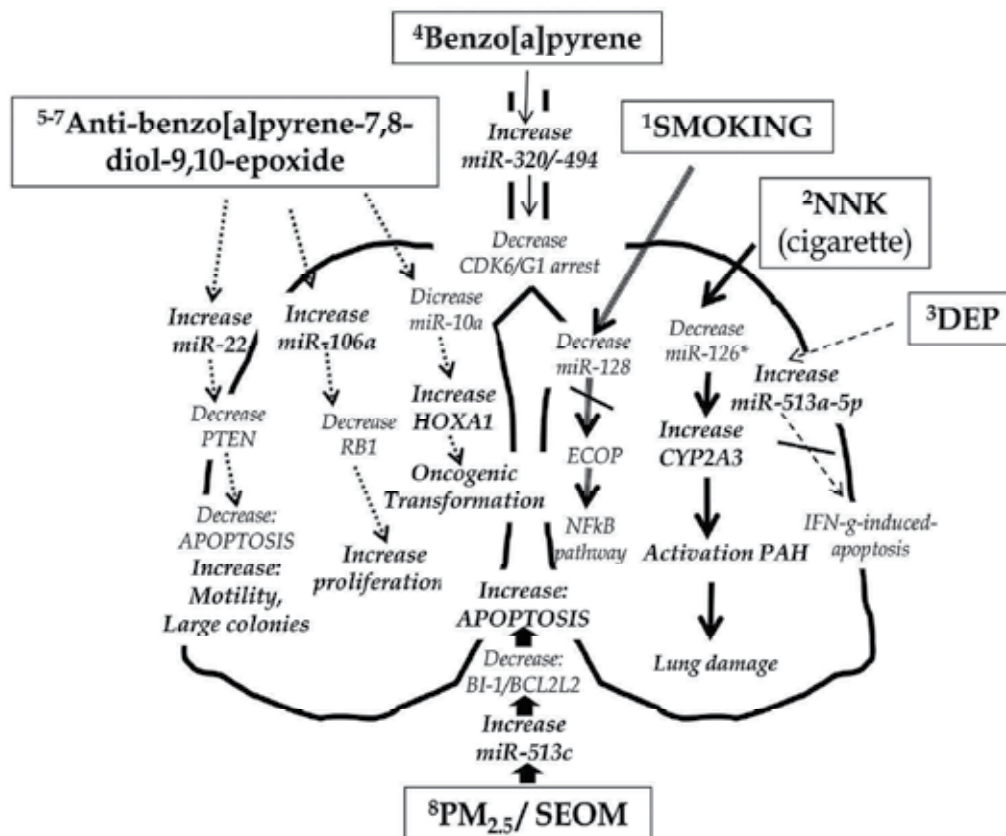 ⁴Benzo[a]pyrene
⁵⁻⁷Anti-benzo[a]pyrene-7,8-
diol-9,10-epoxide
Increase
miR-320/-494
¹SMOKING
²NNK
(cigarette)
³DEP
Decrease
CDK6/G1 arrest
Increase
miR-22
Increase
miR-106a
Dicrease
miR-10a
Decrease
miR-128
Decrease
miR-126*
Increase
miR-513a-5p
Decrease
PTEN
Decrease
RB1
Increase
HOXA1
ECOP
Increase
CYP2A3
Oncogenic
Transformation
NFkB
pathway
Activation PAH
IFN-g-induced-
apoptosis
Decrease:
APOPTOSIS
Increase:
Motility,
Large colonies
Increase
proliferation
Increase:
APOPTOSIS
Lung damage
Decrease:
BI-1/BCL2L2
Increase
miR-513c
⁸PM₂.₅/ SEOM